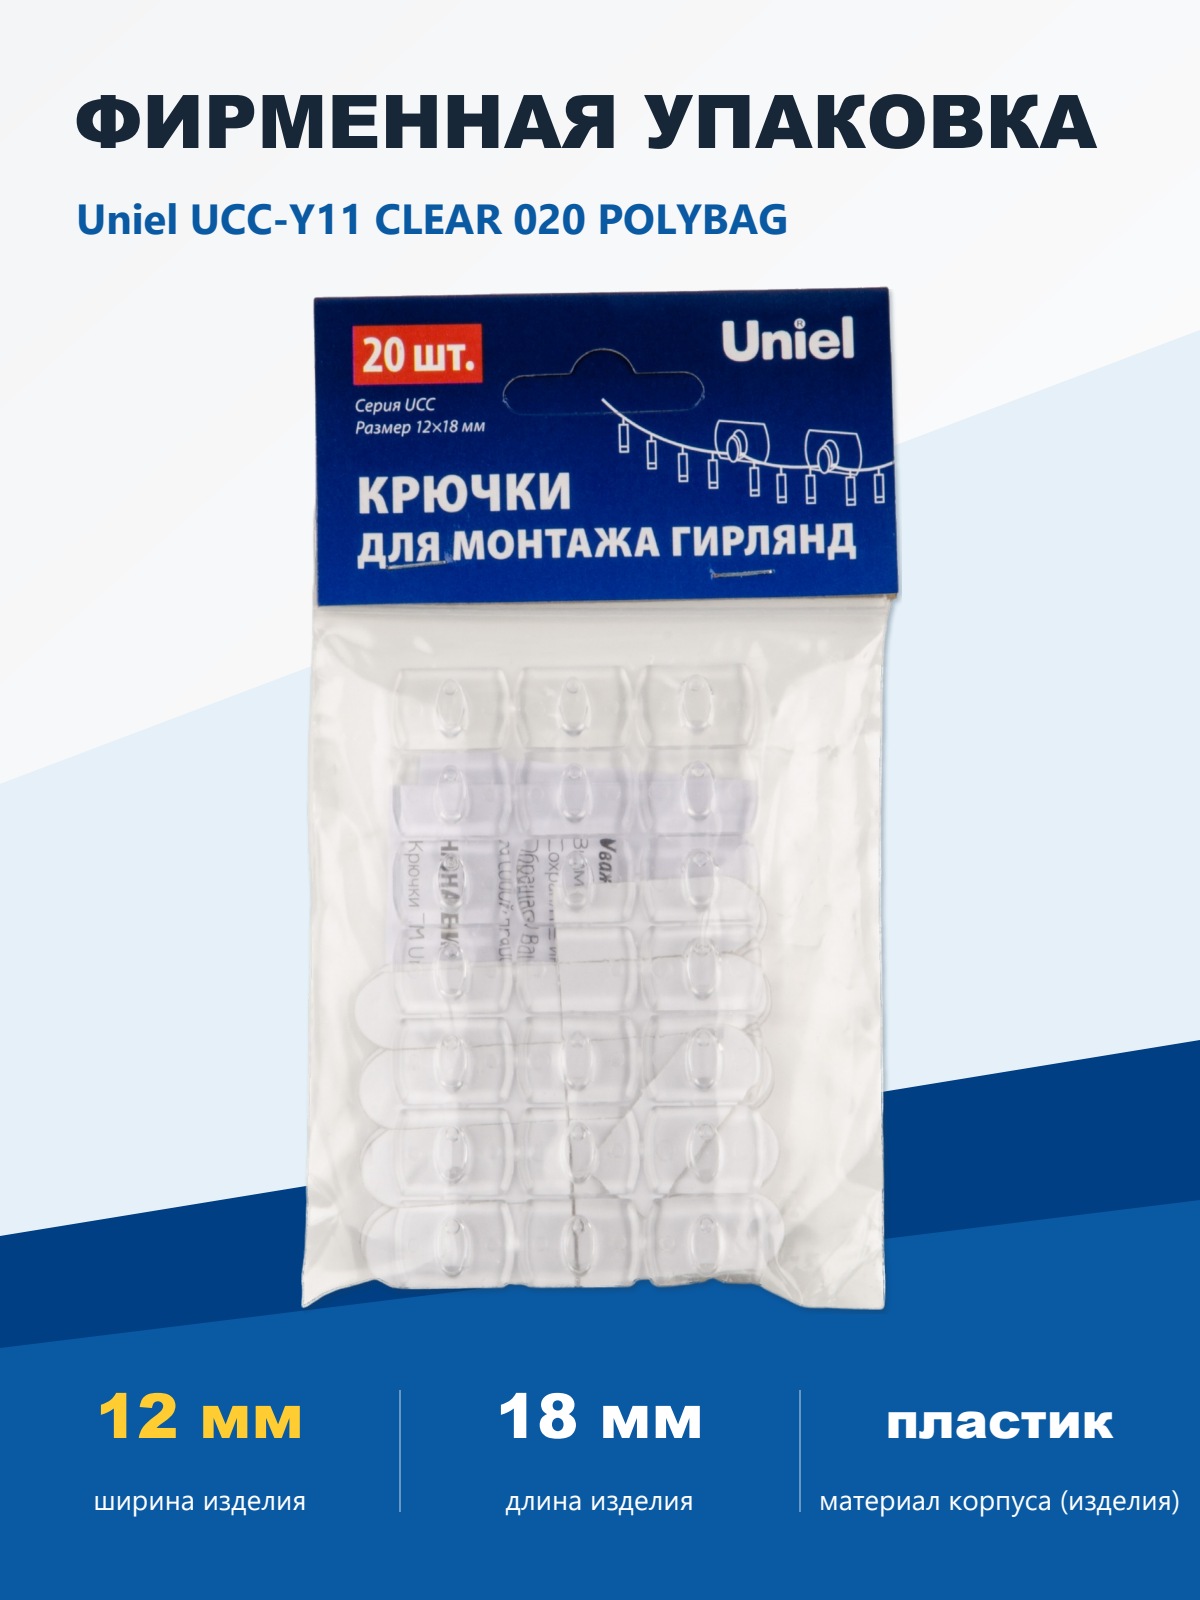 ФИРМЕННАЯ УПАКОВКА
Uniel UCC-Y11 CLEAR 020 POLYBAG
20 шт.
Uniel
Серия UCC
Размер 12×18 мм
КРЮЧКИ
ДЛЯ МОНТАЖА ГИРЛЯНД
Крючки
12 мм
ширина изделия
18 мм
длина изделия
пластик
материал корпуса (изделия)